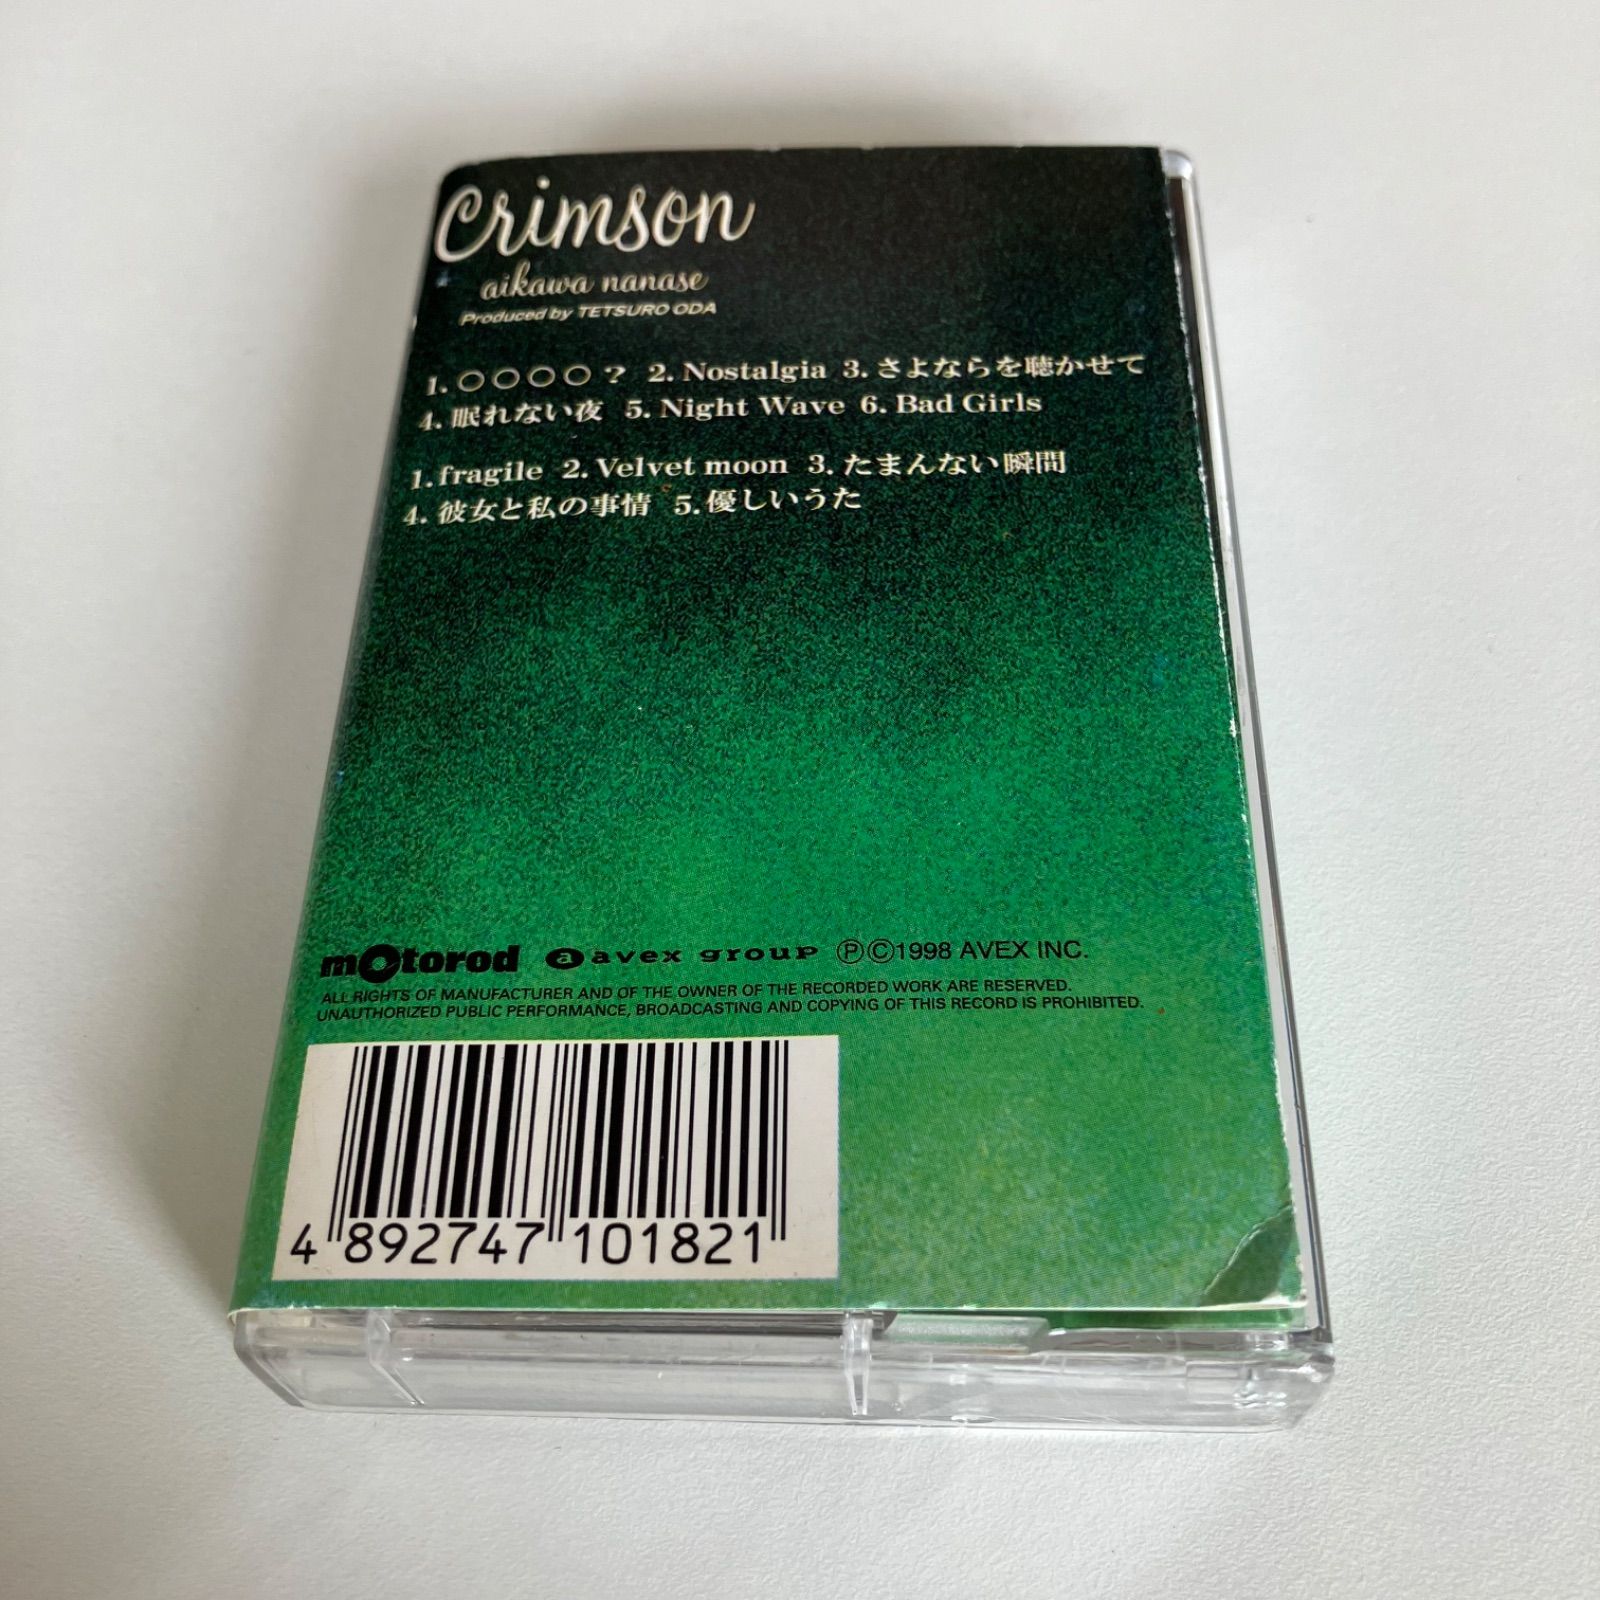 Crimson
aikawa nanase
Produced by TETSURO ODA
1. ○○○○? 2. Nostalgia 3. さよならを聴かせて
4. 眠れない夜 5. Night Wave 6. Bad Girls
1. fragile 2. Velvet moon 3. たまんない瞬間
4. 彼女と私の事情 5. 優しいうた
motorod a avex group ⓅⒸ1998 AVEX INC.
ALL RIGHTS OF MANUFACTURER AND OF THE OWNER OF THE RECORDED WORK ARE RESERVED.
UNAUTHORIZED PUBLIC PERFORMANCE, BROADCASTING AND COPYING OF THIS RECORD IS PROHIBITED.
4 892747 101821